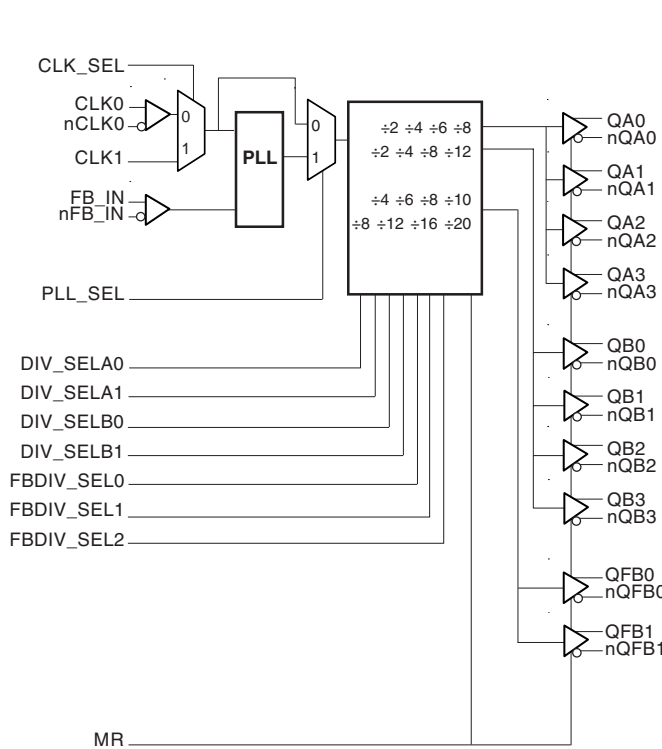 CLK_SEL
CLK0
nCLK0
0
1
CLK1
PLL
0
1
FB_IN
nFB_IN
÷2 ÷4 ÷6 ÷8
÷2 ÷4 ÷8 ÷12
÷4 ÷6 ÷8 ÷10
÷8 ÷12 ÷16 ÷20
PLL_SEL
DIV_SELA0
DIV_SELA1
DIV_SELB0
DIV_SELB1
FBDIV_SEL0
FBDIV_SEL1
FBDIV_SEL2
MR
QA0
nQA0
QA1
nQA1
QA2
nQA2
QA3
nQA3
QB0
nQB0
QB1
nQB1
QB2
nQB2
QB3
nQB3
QFB0
nQFB0
QFB1
nQFB1